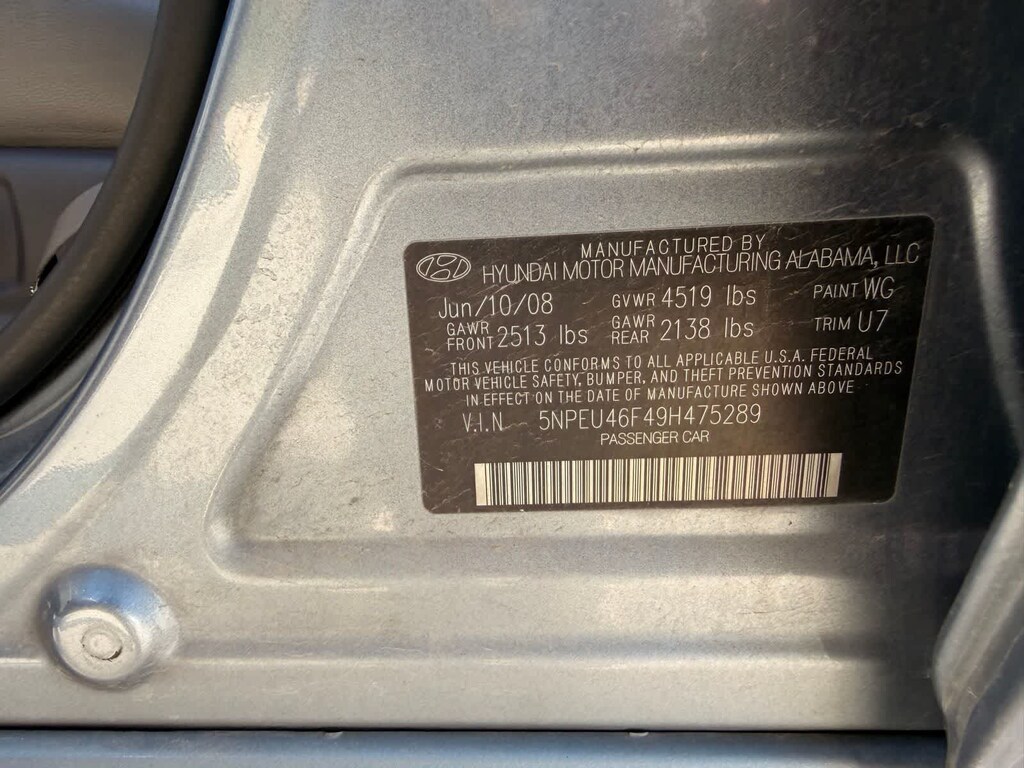 MANUFACTURED BY
HYUNDAI MOTOR MANUFACTURING ALABAMA, LLC
Jun/10/08 GVWR 4519 lbs PAINT WG
GAWR FRONT 2513 lbs GAWR REAR 2138 lbs TRIM U7
THIS VEHICLE CONFORMS TO ALL APPLICABLE U.S.A. FEDERAL
MOTOR VEHICLE SAFETY, BUMPER, AND THEFT PREVENTION STANDARDS
IN EFFECT ON THE DATE OF MANUFACTURE SHOWN ABOVE
V.I.N 5NPEU46F49H475289
PASSENGER CAR